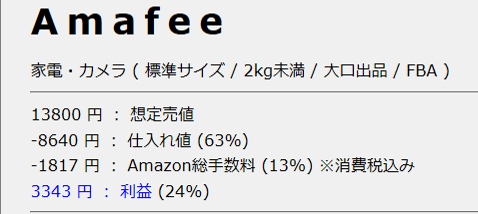 Amafee
家電・カメラ ( 標準サイズ / 2kg未満 / 大口出品 / FBA )
13800 円 : 想定売値
-8640 円 : 仕入れ値 (63%)
-1817 円 : Amazon総手数料 (13%) ※消費税込み
3343 円 : 利益 (24%)